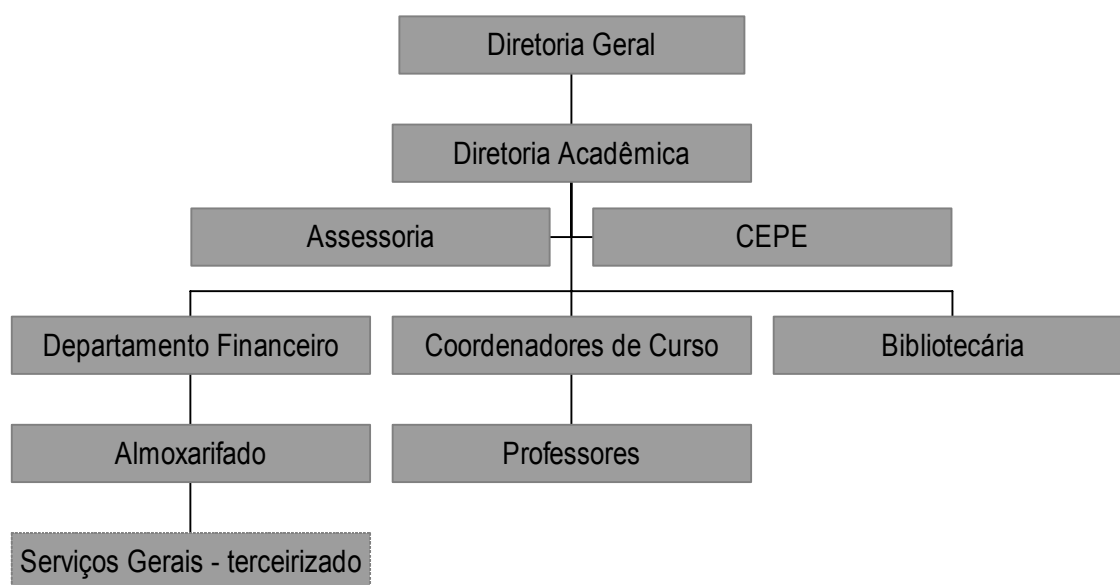 Diretoria Geral
Diretoria Acadêmica
Assessoria
CEPE
Departamento Financeiro
Coordenadores de Curso
Bibliotecária
Almoxarifado
Professores
Serviços Gerais - terceirizado